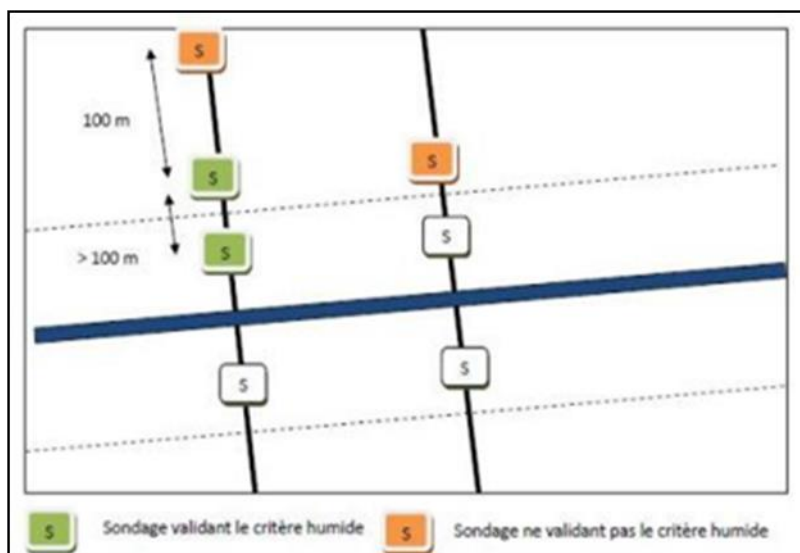 S
100 m
S
S
S
> 100 m
S
S
S
S Sondage validant le critère humide
S Sondage ne validant pas le critère humide